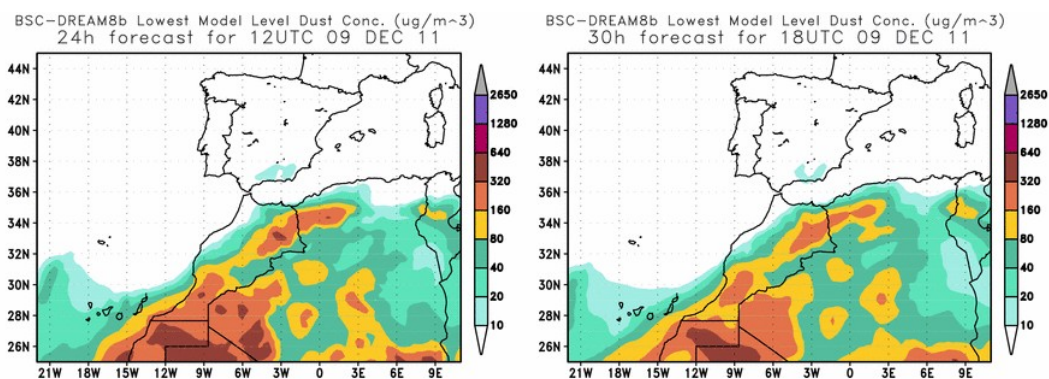 BSC-DREAM8b Lowest Model Level Dust Conc. (ug/m^3)
24h forecast for 12UTC 09 DEC 11
44N
42N
40N
38N
36N
34N
32N
30N
28N
26N
21W 18W 15W 12W 9W 6W 3W 0 3E 6E 9E
2650
1280
640
320
160
80
40
20
10
BSC-DREAM8b Lowest Model Level Dust Conc. (ug/m^3)
30h forecast for 18UTC 09 DEC 11
44N
42N
40N
38N
36N
34N
32N
30N
28N
26N
21W 18W 15W 12W 9W 6W 3W 0 3E 6E 9E
2650
1280
640
320
160
80
40
20
10